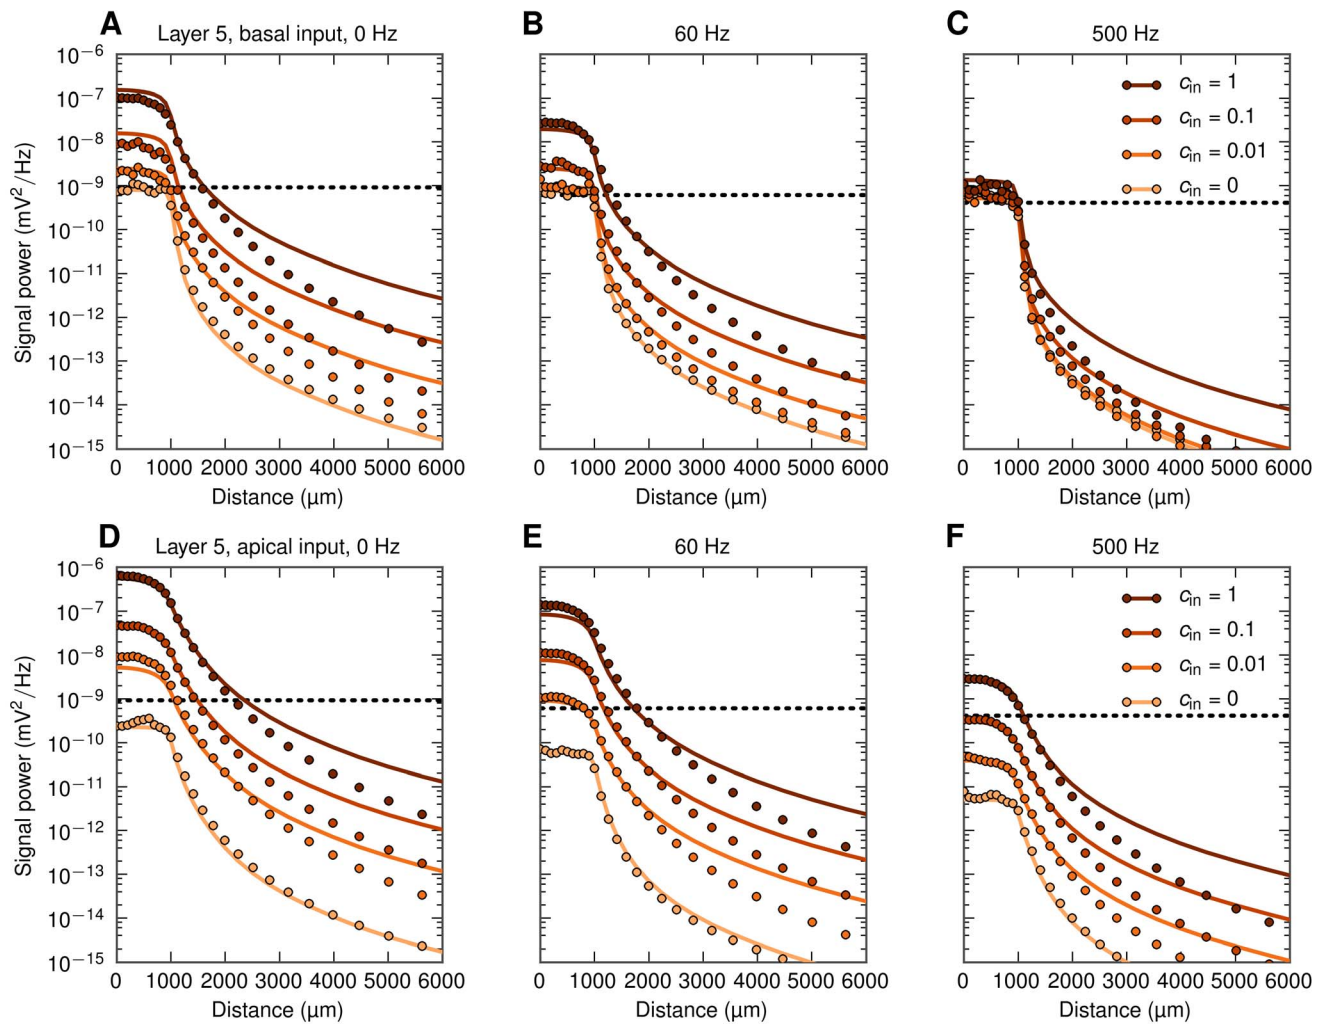 A
Layer 5, basal input, 0 Hz
B
60 Hz
C
500 Hz
Signal power (mV²/Hz)
10⁻⁶
10⁻⁷
10⁻⁸
10⁻⁹
10⁻¹⁰
10⁻¹¹
10⁻¹²
10⁻¹³
10⁻¹⁴
10⁻¹⁵
c_in = 1
c_in = 0.1
c_in = 0.01
c_in = 0
0 1000 2000 3000 4000 5000 6000
0 1000 2000 3000 4000 5000 6000
0 1000 2000 3000 4000 5000 6000
Distance (µm)
Distance (µm)
Distance (µm)
D
Layer 5, apical input, 0 Hz
E
60 Hz
F
500 Hz
Signal power (mV²/Hz)
10⁻⁶
10⁻⁷
10⁻⁸
10⁻⁹
10⁻¹⁰
10⁻¹¹
10⁻¹²
10⁻¹³
10⁻¹⁴
10⁻¹⁵
c_in = 1
c_in = 0.1
c_in = 0.01
c_in = 0
0 1000 2000 3000 4000 5000 6000
0 1000 2000 3000 4000 5000 6000
0 1000 2000 3000 4000 5000 6000
Distance (µm)
Distance (µm)
Distance (µm)